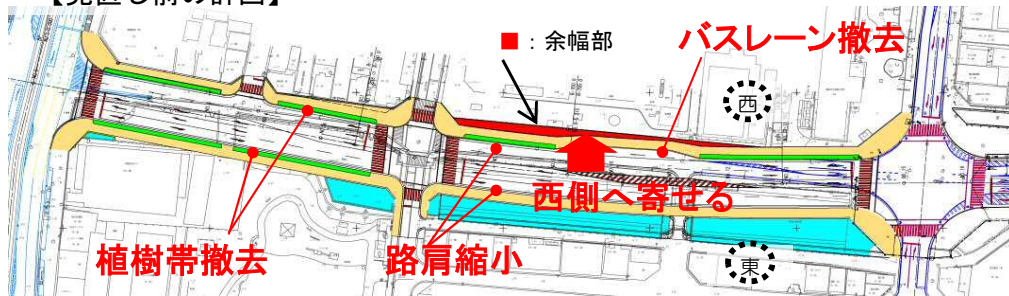 【見直し前の計画】
■：余幅部
バスレーン撤去
西
西側へ寄せる
植樹帯撤去
路肩縮小
東